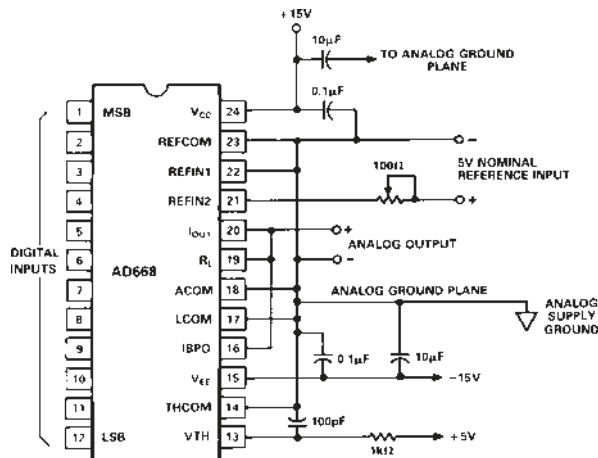 +15V
10µF
TO ANALOG GROUND
PLANE
0.1µF
1 MSB VCC 24
2 REFCOM 23
3 REFIN1 22
4 REFIN2 21
5 IOUT 20
6 RL 19
7 ACOM 18
8 LCOM 17
9 IBPO 16
10 VEE 15
11 THCOM 14
12 LSB VTH 13
DIGITAL
INPUTS
AD668
–
5V NOMINAL
REFERENCE INPUT
100Ω
+
+
ANALOG OUTPUT
–
ANALOG GROUND PLANE
ANALOG
SUPPLY
GROUND
0.1µF
10µF
–15V
100pF
1kΩ
+5V